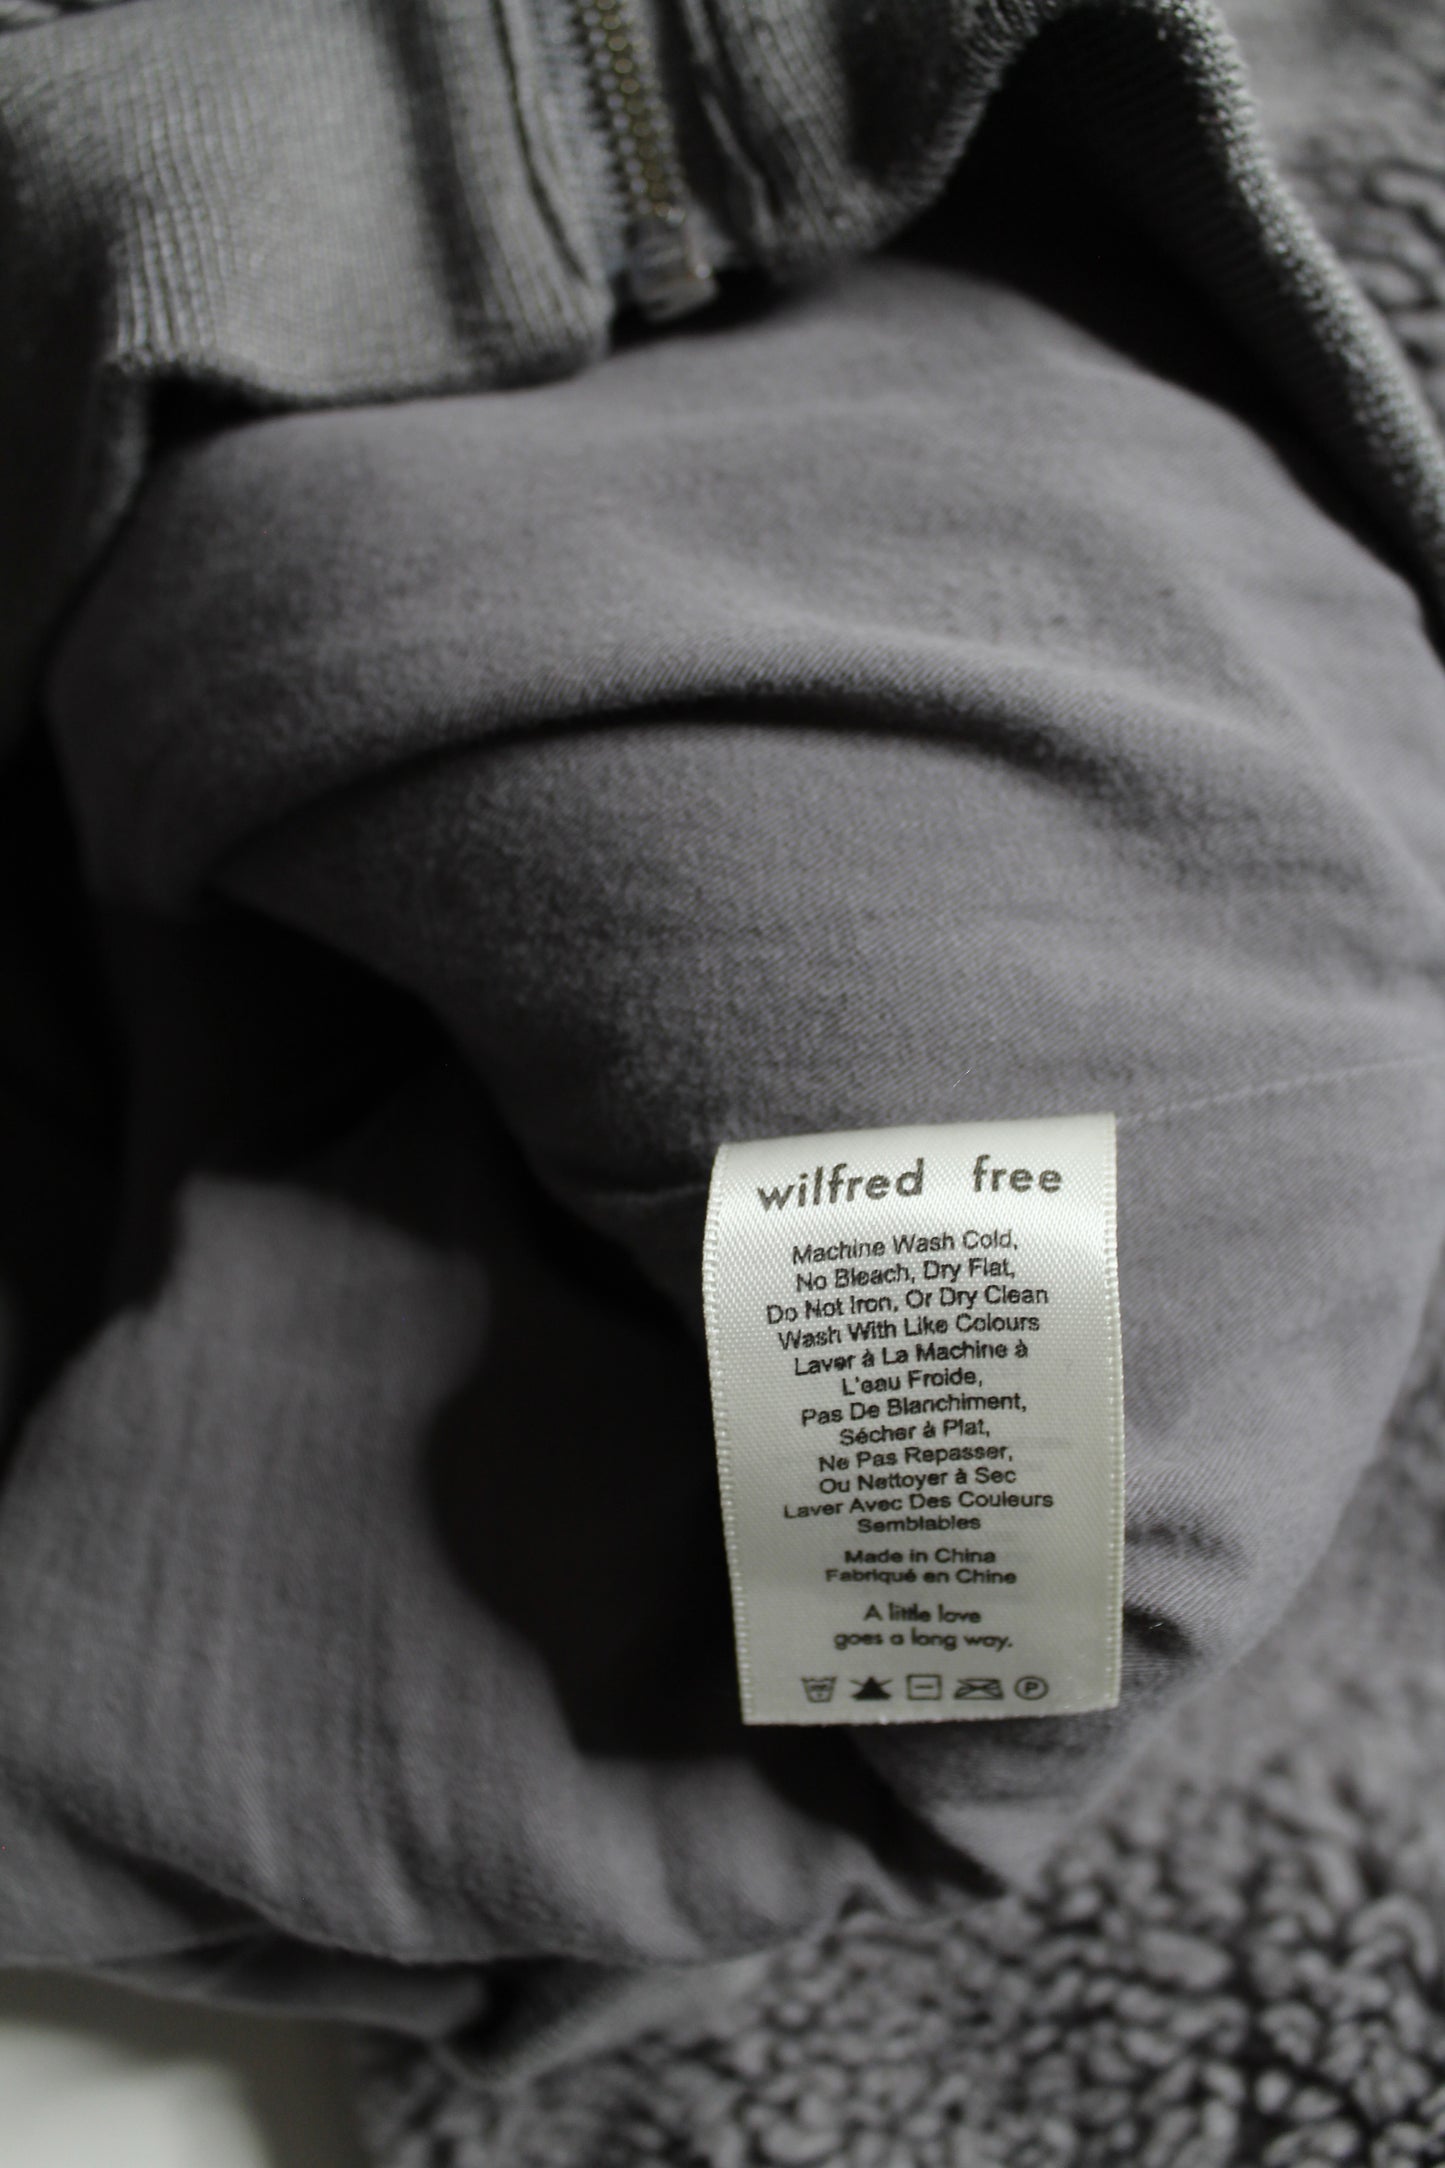 wilfred free
Machine Wash Cold,
No Bleach, Dry Flat,
Do Not Iron, Or Dry Clean
Wash With Like Colours
Laver à La Machine à
L'eau Froide,
Pas De Blanchiment,
Sécher à Plat,
Ne Pas Repasser,
Ou Nettoyer à Sec
Laver Avec Des Couleurs
Semblables
Made in China
Fabriqué en Chine
A little love
goes a long way.
P